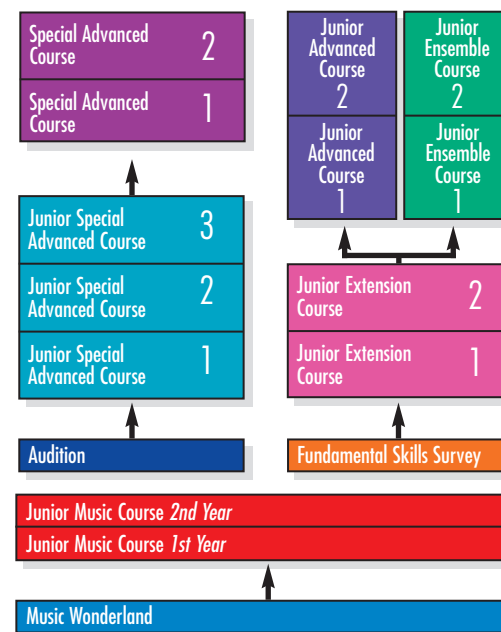 Special Advanced
Course 2
Special Advanced
Course 1
Junior Special
Advanced Course 3
Junior Special
Advanced Course 2
Junior Special
Advanced Course 1
Audition
Junior
Advanced
Course
2
Junior
Advanced
Course
1
Junior
Ensemble
Course
2
Junior
Ensemble
Course
1
Junior Extension
Course 2
Junior Extension
Course 1
Fundamental Skills Survey
Junior Music Course 2nd Year
Junior Music Course 1st Year
Music Wonderland